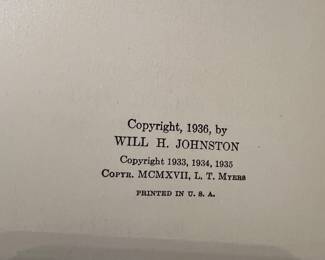 Copyright, 1936, by
WILL H. JOHNSTON
Copyright 1933, 1934, 1935
Copyr. MCMXVII, L. T. Myers
PRINTED IN U. S. A.